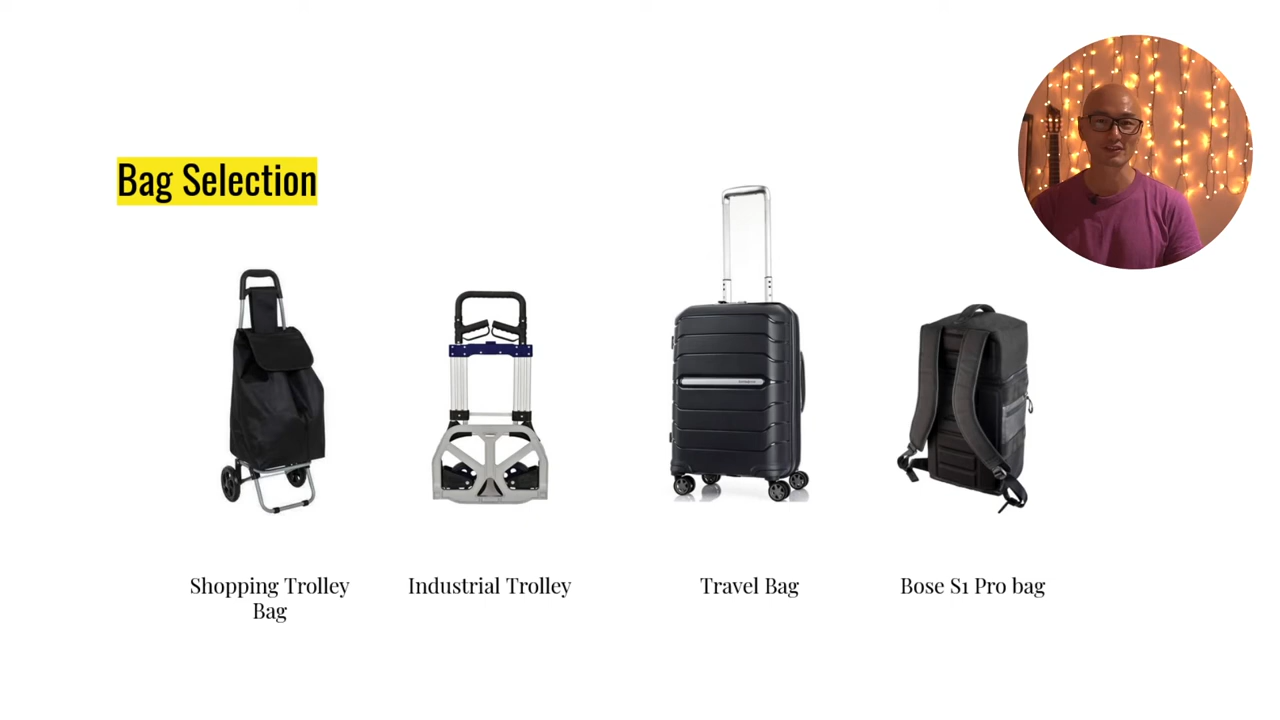 Bag Selection
Shopping Trolley
Bag
Industrial Trolley
Travel Bag
Bose S1 Pro bag